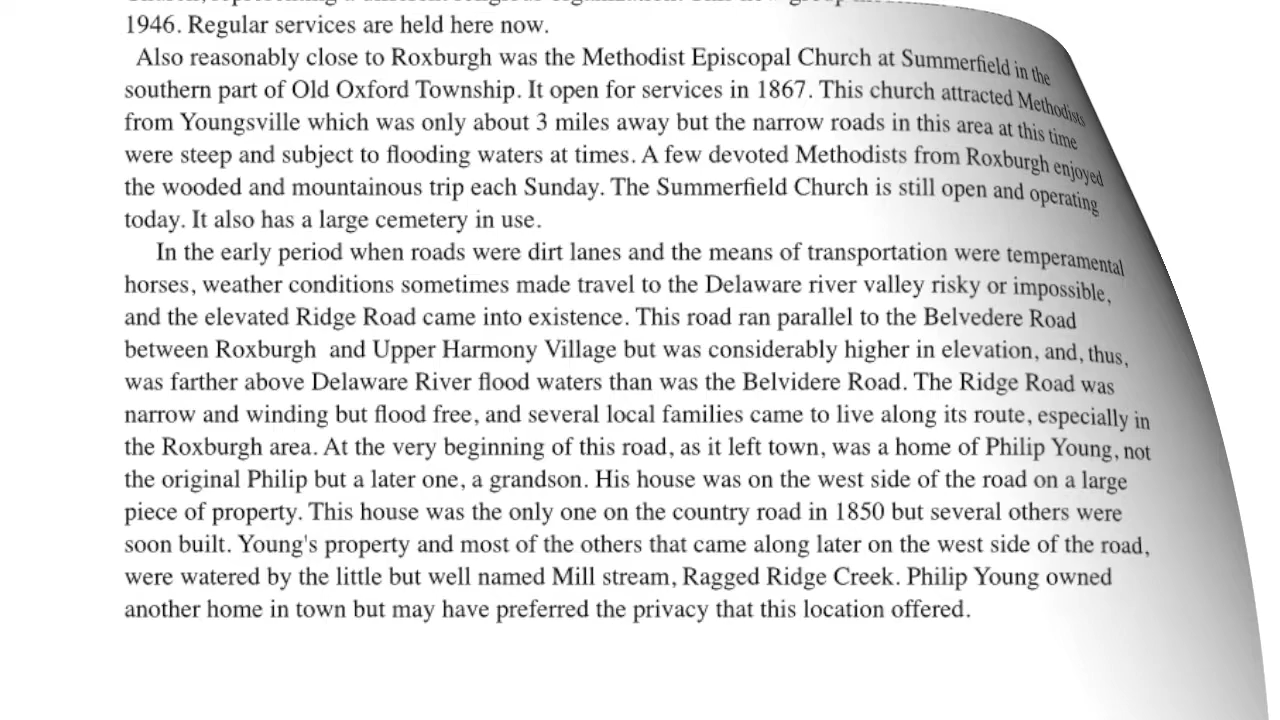 1946. Regular services are held here now.
Also reasonably close to Roxburgh was the Methodist Episcopal Church at Summerfield in the
southern part of Old Oxford Township. It open for services in 1867. This church attracted Methodists
from Youngsville which was only about 3 miles away but the narrow roads in this area at this time
were steep and subject to flooding waters at times. A few devoted Methodists from Roxburgh enjoyed
the wooded and mountainous trip each Sunday. The Summerfield Church is still open and operating
today. It also has a large cemetery in use.
In the early period when roads were dirt lanes and the means of transportation were temperamental
horses, weather conditions sometimes made travel to the Delaware river valley risky or impossible,
and the elevated Ridge Road came into existence. This road ran parallel to the Belvedere Road
between Roxburgh and Upper Harmony Village but was considerably higher in elevation, and, thus,
was farther above Delaware River flood waters than was the Belvidere Road. The Ridge Road was
narrow and winding but flood free, and several local families came to live along its route, especially in
the Roxburgh area. At the very beginning of this road, as it left town, was a home of Philip Young, not
the original Philip but a later one, a grandson. His house was on the west side of the road on a large
piece of property. This house was the only one on the country road in 1850 but several others were
soon built. Young's property and most of the others that came along later on the west side of the road,
were watered by the little but well named Mill stream, Ragged Ridge Creek. Philip Young owned
another home in town but may have preferred the privacy that this location offered.